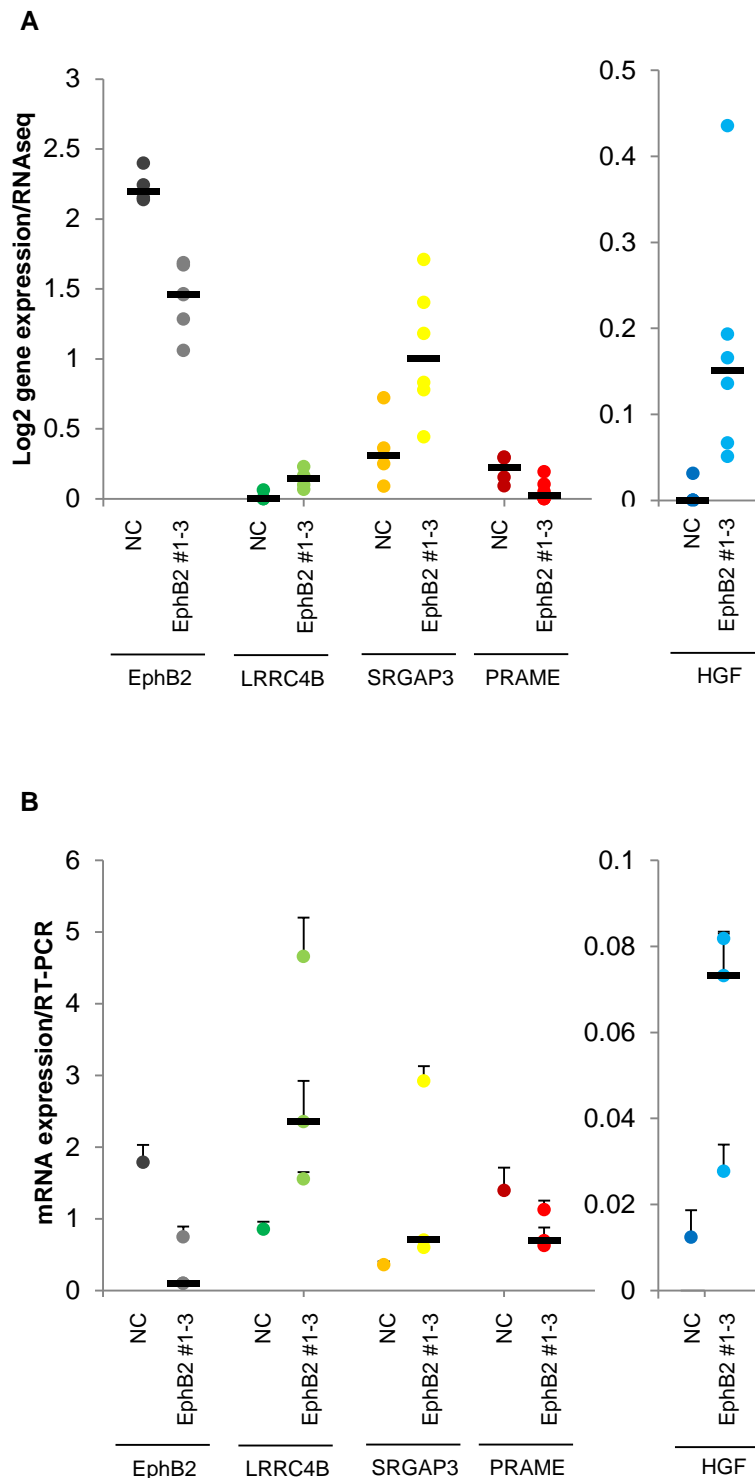 A
Log2 gene expression/RNAseq
3
2.5
2
1.5
1
0.5
0
0.5
0.4
0.3
0.2
0.1
0
NC
EphB2 #1-3
NC
EphB2 #1-3
NC
EphB2 #1-3
NC
EphB2 #1-3
NC
EphB2 #1-3
EphB2
LRRC4B
SRGAP3
PRAME
HGF
B
mRNA expression/RT-PCR
6
5
4
3
2
1
0
0.1
0.08
0.06
0.04
0.02
0
NC
EphB2 #1-3
NC
EphB2 #1-3
NC
EphB2 #1-3
NC
EphB2 #1-3
NC
EphB2 #1-3
EphB2
LRRC4B
SRGAP3
PRAME
HGF